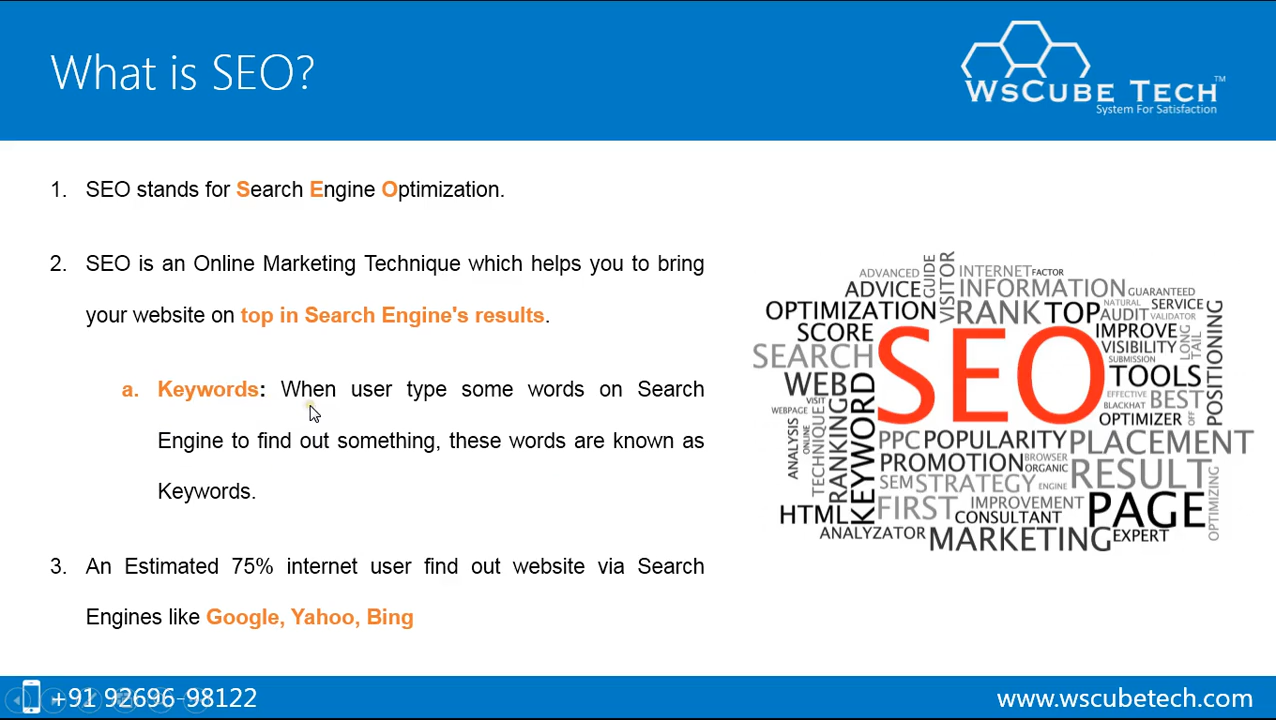 What is SEO?
WsCube Tech™
System For Satisfaction
1. SEO stands for Search Engine Optimization.
2. SEO is an Online Marketing Technique which helps you to bring
your website on top in Search Engine's results.
a. Keywords: When user type some words on Search
Engine to find out something, these words are known as
Keywords.
3. An Estimated 75% internet user find out website via Search
Engines like Google, Yahoo, Bing
ADVANCED
GUIDE
VISITOR
INTERNET
FACTOR
ADVICE
INFORMATION
GUARANTEED
OPTIMIZATION
RANK
TOP
NATURAL
SERVICE
AUDIT
VALIDATOR
SCORE
SEO
IMPROVE
LONG
TAIL
POSITIONING
SEARCH
VISIBILITY
SUBMISSION
WEB
KEYWORD
TOOLS
VISIT
WEBPAGE
EFFECTIVE
BEST
BLACKHAT
OFF
OPTIMIZER
ANALYSIS
ONLINE
TECHNIQUE
RANKING
PPC
POPULARITY
PLACEMENT
PROMOTION
BROWSER
ORGANIC
RESULT
OPTIMIZING
SEM
STRATEGY
ENGINE
HTML
FIRST
IMPROVEMENT
CONSULTANT
PAGE
ANALYZATOR
MARKETING
EXPERT
+91 92696-98122
www.wscubetech.com